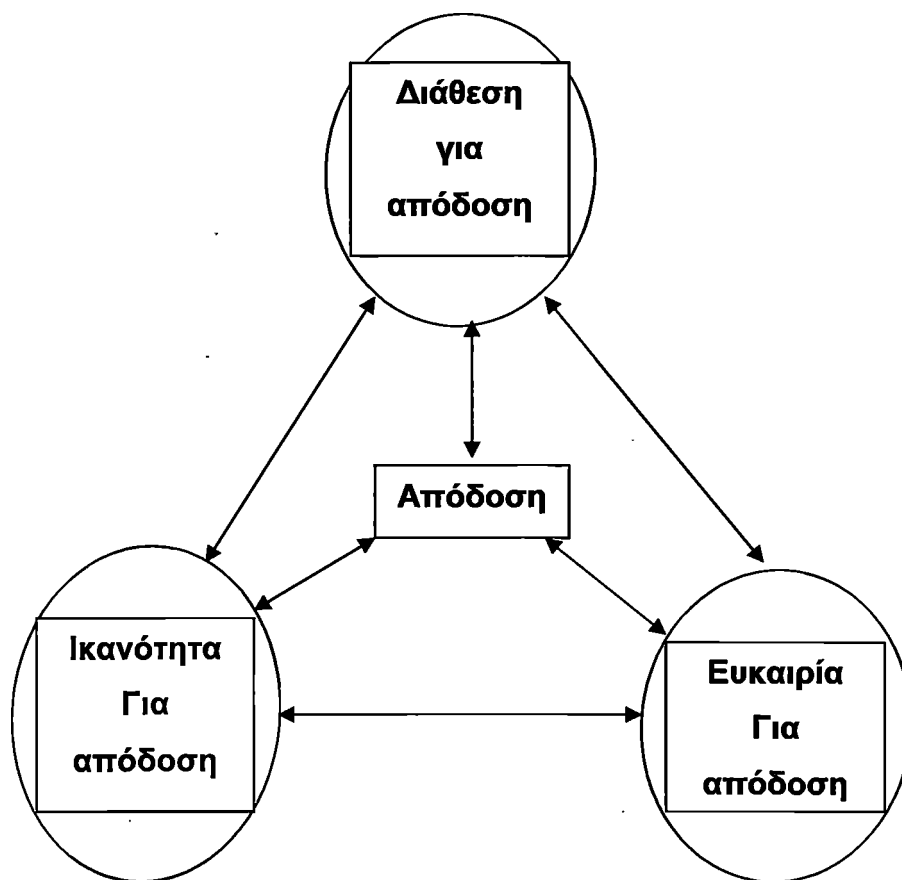 Διάθεση
για
απόδοση
Απόδοση
Ικανότητα
Για
απόδοση
Ευκαιρία
Για
απόδοση